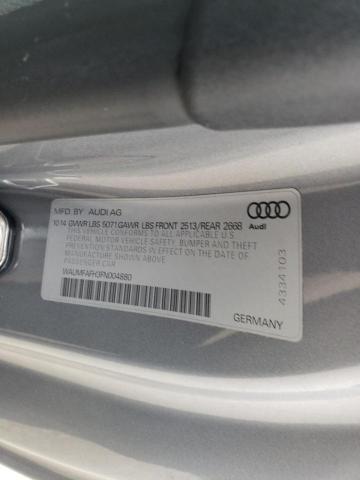 MFD. BY AUDI AG
10.14 GVWR LBS 5071 GAWR LBS FRONT 2513/REAR 2668
THIS VEHICLE CONFORMS TO ALL APPLICABLE U.S.
FEDERAL MOTOR VEHICLE SAFETY, BUMPER AND THEFT
PREVENTION STANDARDS IN EFFECT ON THE DATE OF
MANUFACTURE SHOWN ABOVE
PASSENGER CAR
WAUMFAFH3FN004880
Audi
4334103
GERMANY